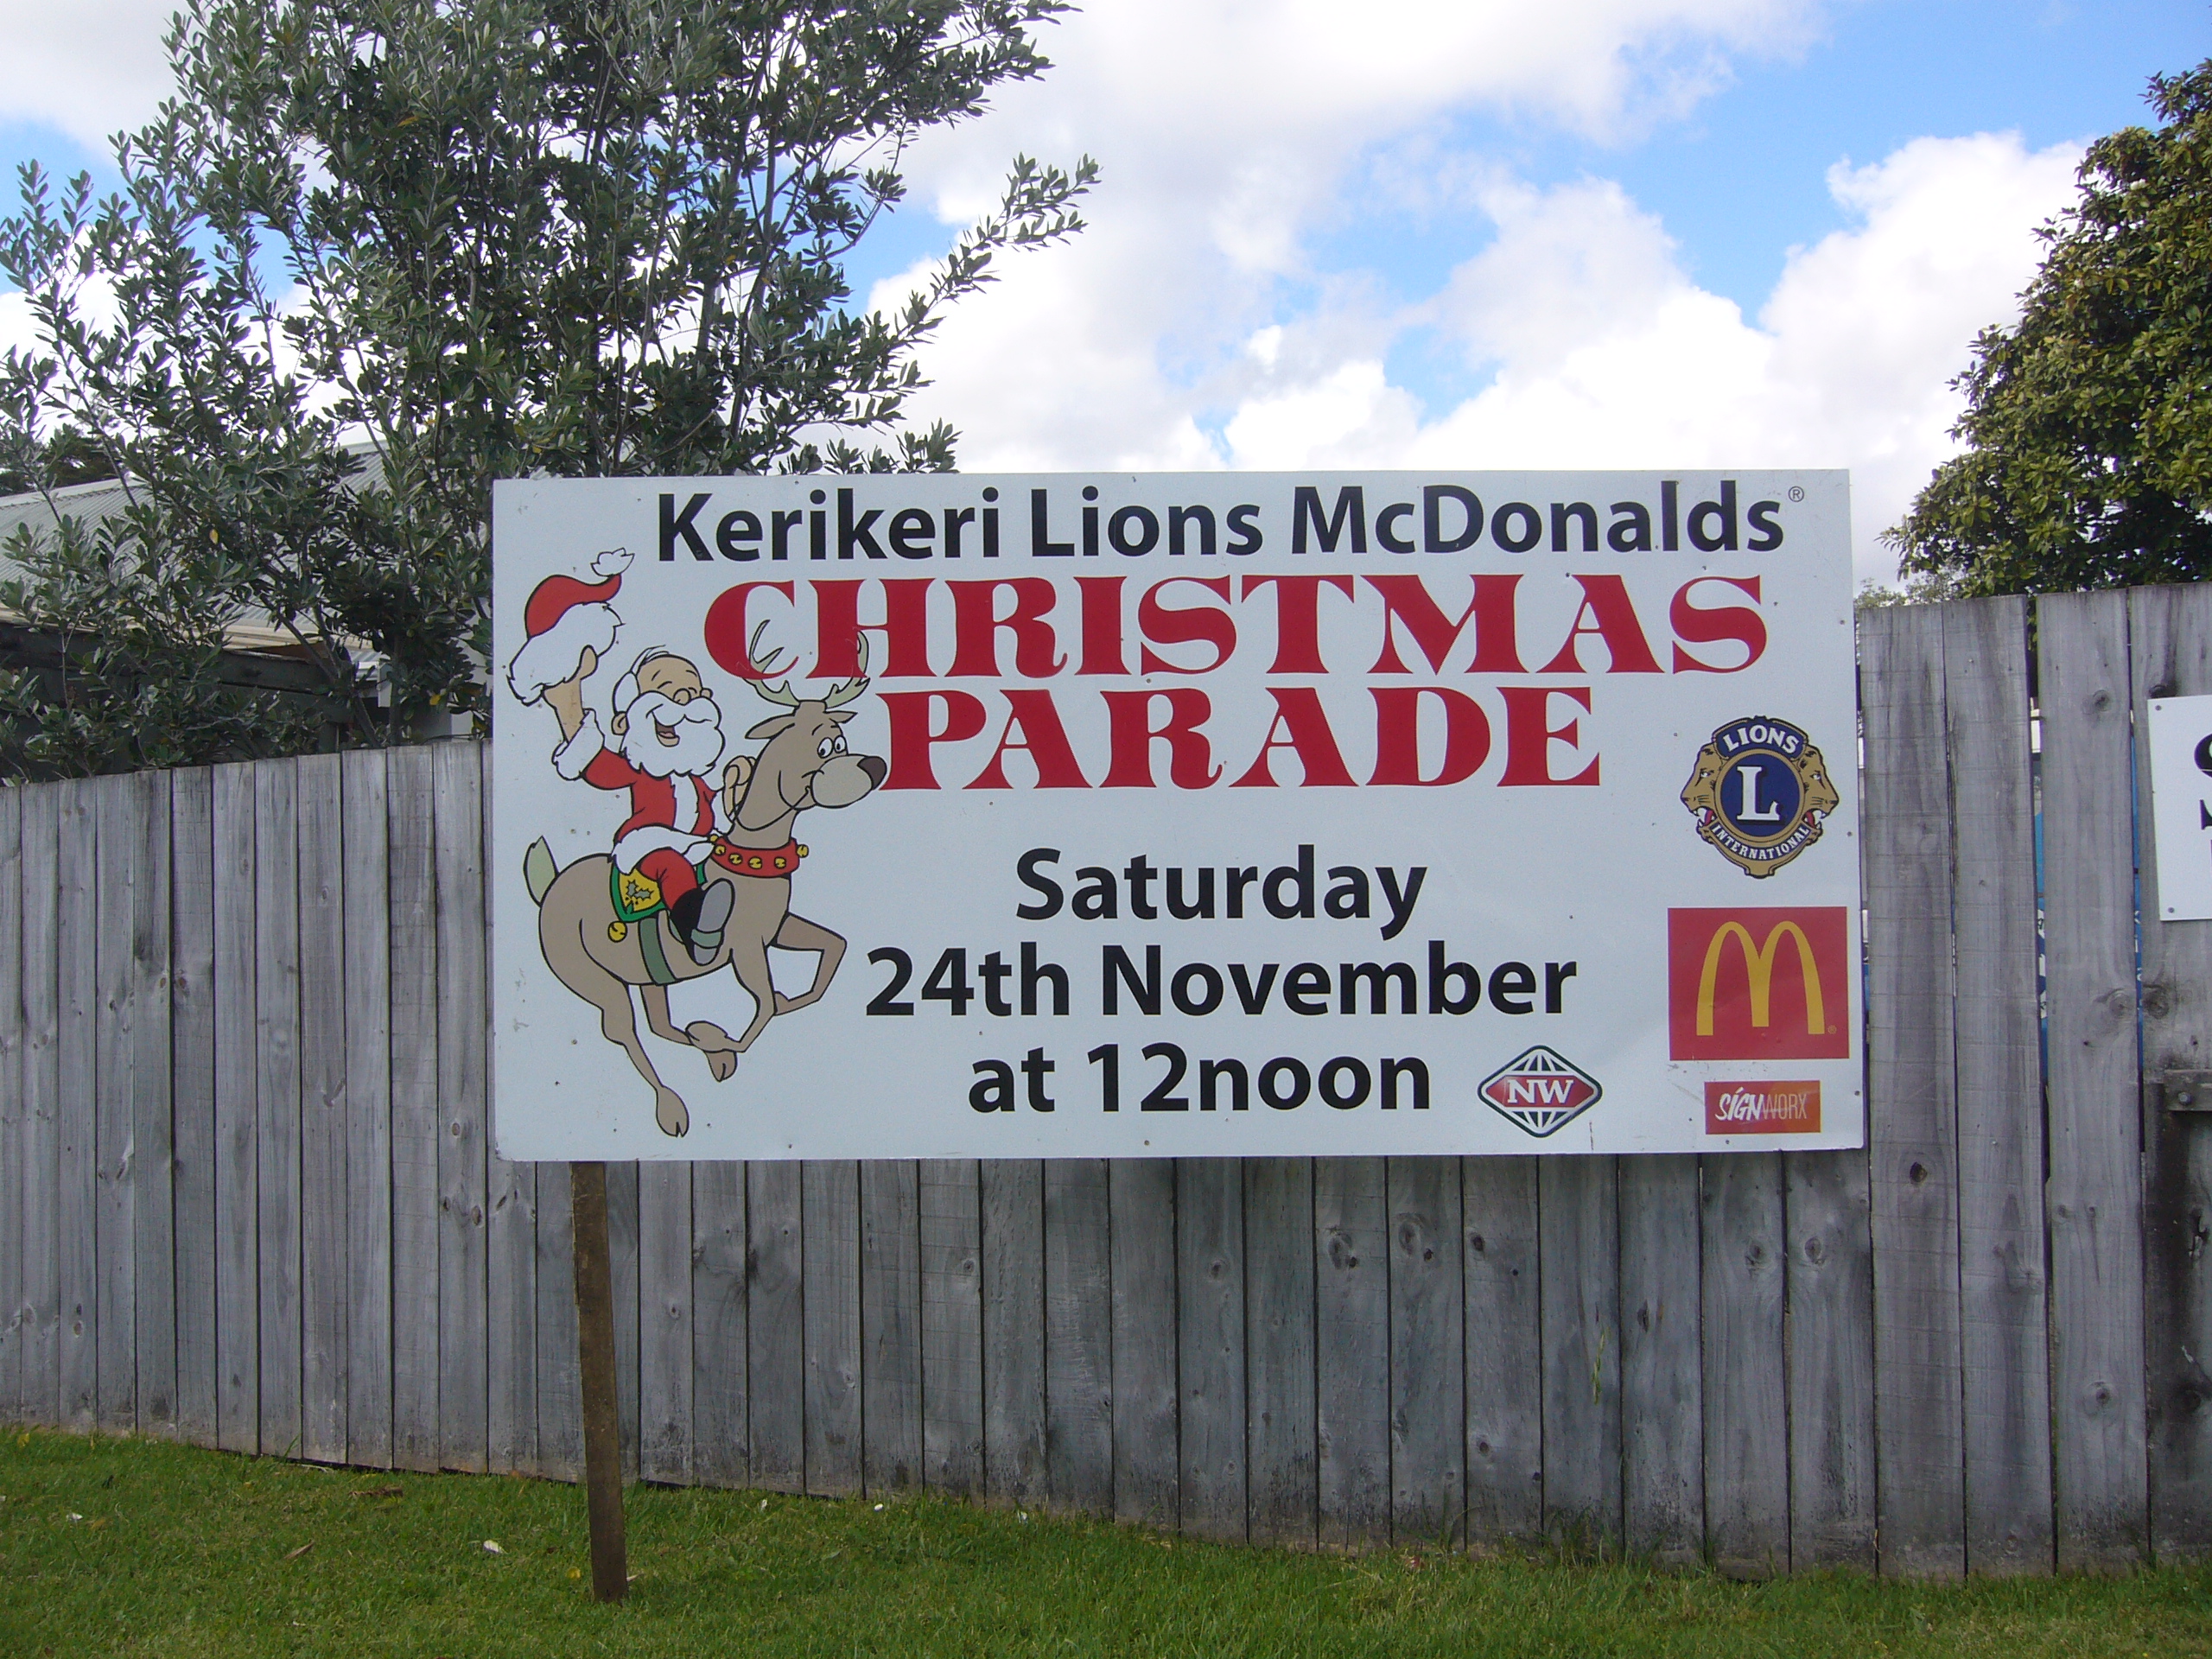 Kerikeri Lions McDonalds®
CHRISTMAS
PARADE
Saturday
24th November
at 12noon
LIONS
L
INTERNATIONAL
M
NW
SIGNWORX